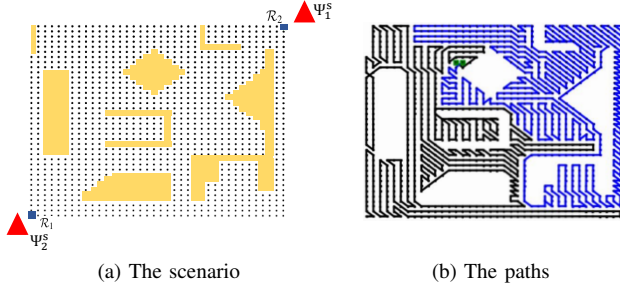 ℛ₂
Ψ₁ˢ
ℛ₁
Ψ₂ˢ
(a) The scenario
(b) The paths